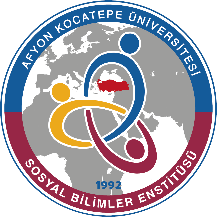 AFYON KOCATEPE ÜNİVERSİTESİ
1992
SOSYAL BİLİMLER ENSTİTÜSÜ